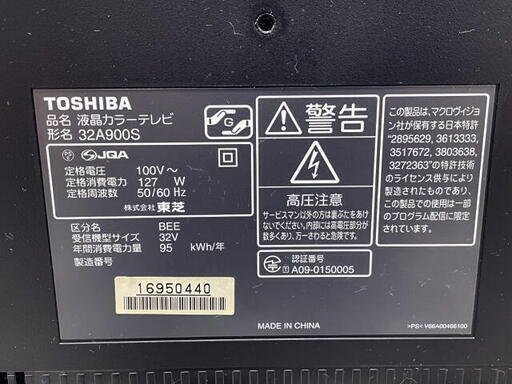 TOSHIBA
品名 液晶カラーテレビ
形名 32A900S
JQA
定格電圧 100V～
定格消費電力 127 W
定格周波数 50/60 Hz
株式会社 東芝
区分名 BEE
受信機型サイズ 32V
年間消費電力量 95 kWh/年
製造番号
16950440
警告
高圧注意
サービスマン以外の方は裏ぶたをあけ
ないでください。内部には高電圧部分が
数多くあり、万一さわると危険です。
認証番号
A09-0150005
MADE IN CHINA
この製品は、マクロヴィジョ
ン社が保有する日本特許
"2895629, 3613333,
3517672, 3803638,
3272363"の特許技術
のライセンス供与により
製造されたものであり、こ
の製品での使用は一部の
プログラム配信に限定さ
れています。
>PS< V66A00466100